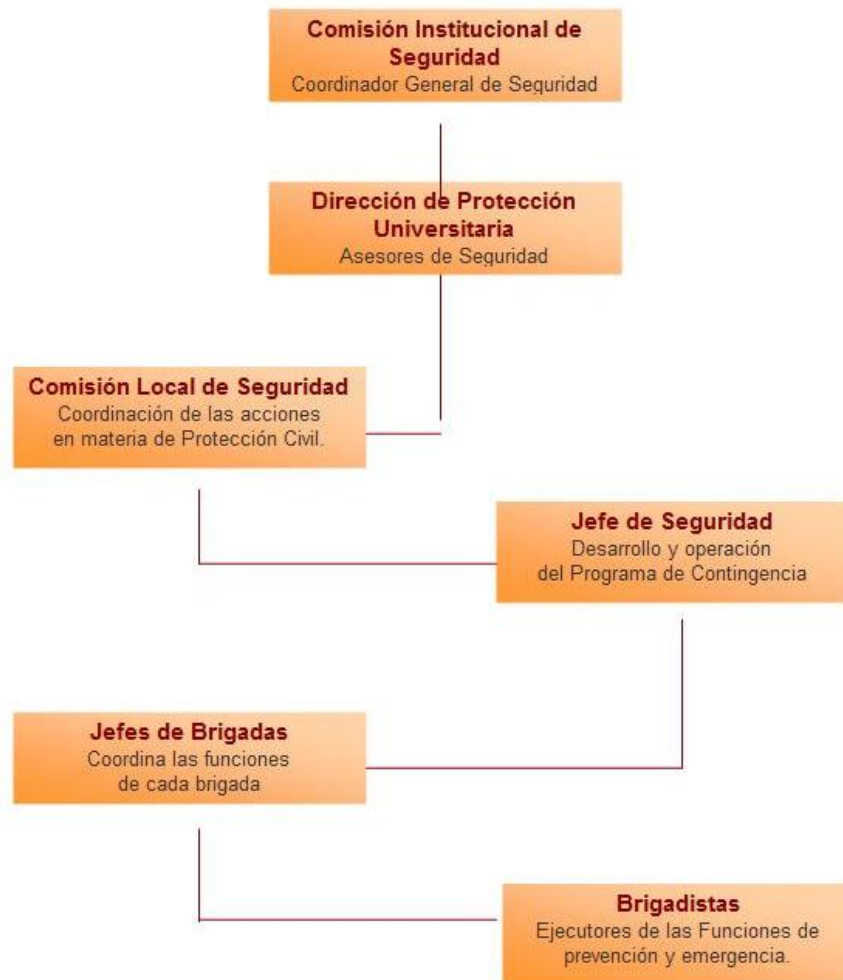 Comisión Institucional de
Seguridad
Coordinador General de Seguridad
Dirección de Protección
Universitaria
Asesores de Seguridad
Comisión Local de Seguridad
Coordinación de las acciones
en materia de Protección Civil.
Jefe de Seguridad
Desarrollo y operación
del Programa de Contingencia
Jefes de Brigadas
Coordina las funciones
de cada brigada
Brigadistas
Ejecutores de las Funciones de
prevención y emergencia.